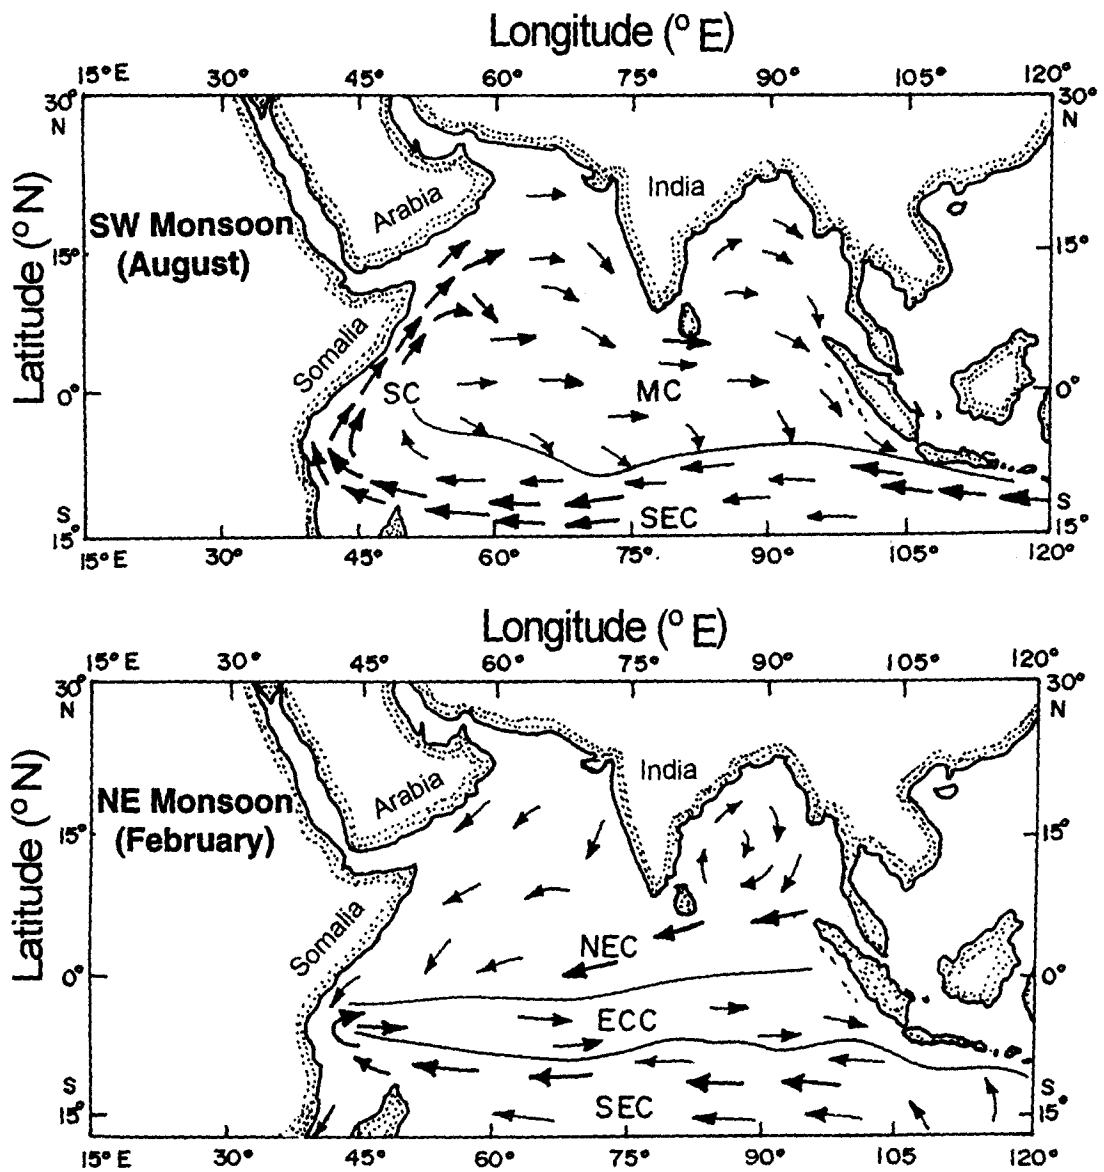 Longitude (° E)
15°E 30° 45° 60° 75° 90° 105° 120°
30° 30°
N N
Latitude (°N)
India
Arabia
SW Monsoon
(August)
15° 15°
Somalia
0° SC MC 0°
S S
15° SEC 15°
15°E 30° 45° 60° 75° 90° 105° 120°
Longitude (° E)
15°E 30° 45° 60° 75° 90° 105° 120°
30° 30°
N N
Latitude (°N)
India
Arabia
NE Monsoon
(February)
15° 15°
Somalia
NEC
0° 0°
ECC
S S
15° SEC 15°
15°E 30° 45° 60° 75° 90° 105° 120°